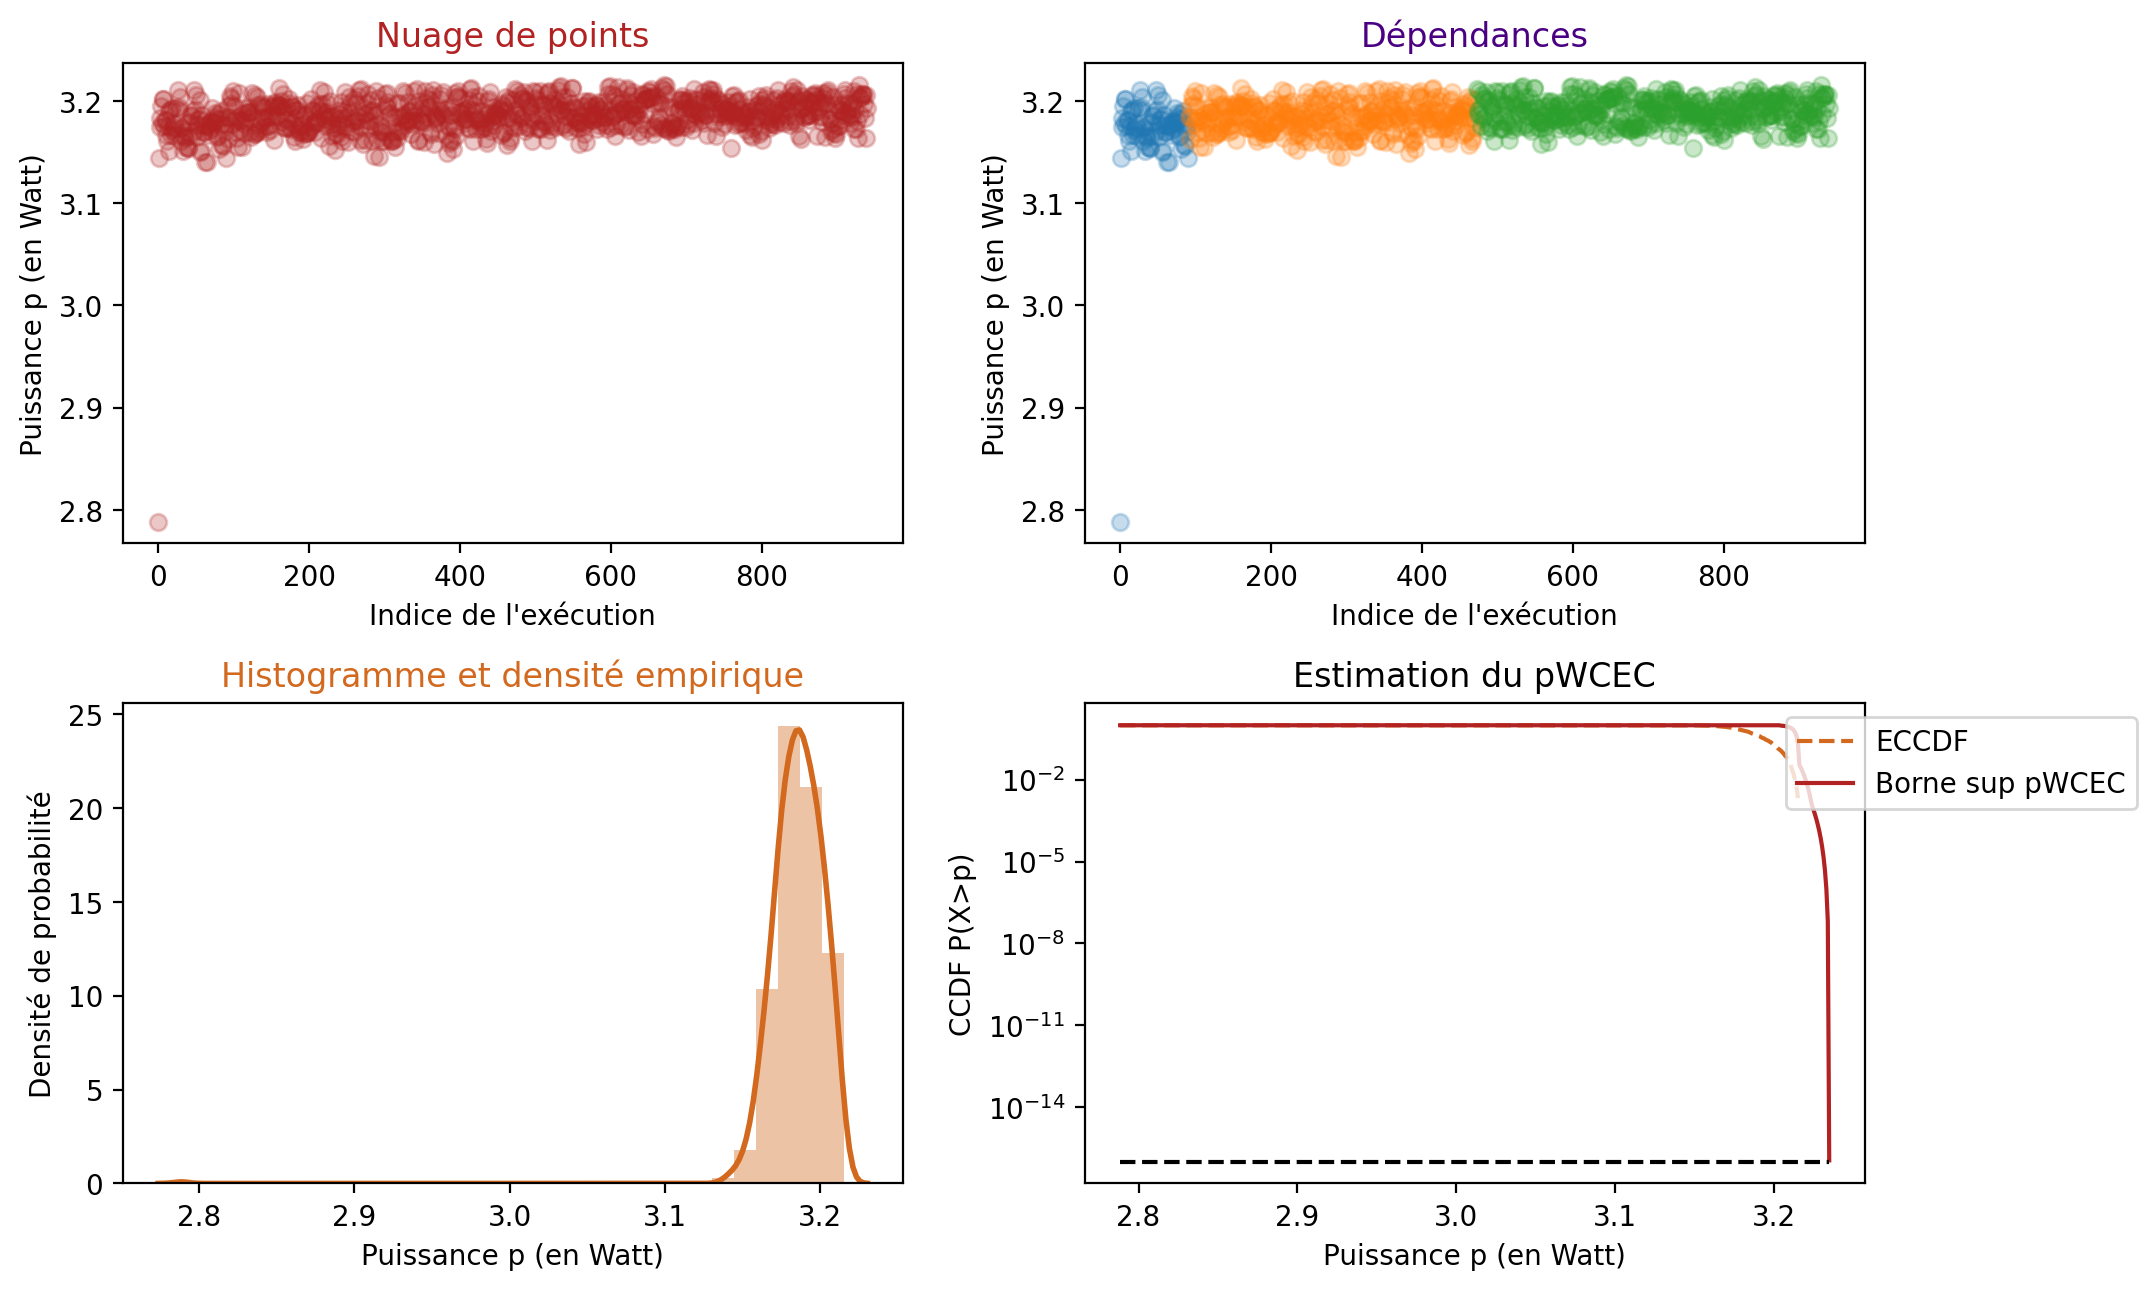 Nuage de points
Puissance p (en Watt)
3.2
3.1
3.0
2.9
2.8
0 200 400 600 800
Indice de l'exécution
Dépendances
Puissance p (en Watt)
3.2
3.1
3.0
2.9
2.8
0 200 400 600 800
Indice de l'exécution
Histogramme et densité empirique
Densité de probabilité
25
20
15
10
5
0
2.8 2.9 3.0 3.1 3.2
Puissance p (en Watt)
Estimation du pWCEC
CCDF P(X>p)
10⁻²
10⁻⁵
10⁻⁸
10⁻¹¹
10⁻¹⁴
ECCDF
Borne sup pWCEC
2.8 2.9 3.0 3.1 3.2
Puissance p (en Watt)